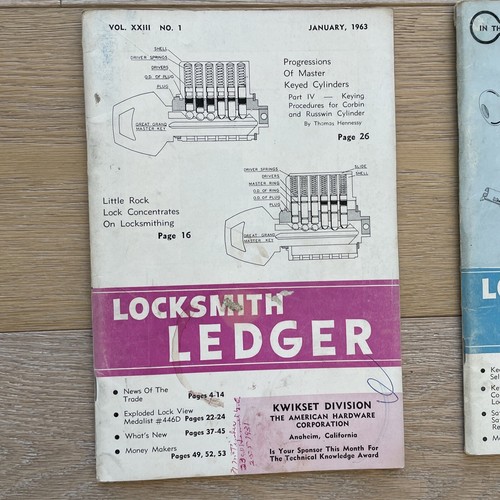 VOL. XXIII NO. 1
JANUARY, 1963
SHELL
DRIVER SPRINGS
DRIVERS
O.D. OF PLUG
PLUG
GREAT GRAND
MASTER KEY
Progressions
Of Master
Keyed Cylinders
Part IV — Keying
Procedures for Corbin
and Russwin Cylinder
By Thomas Hennessy
Page 26
DRIVER SPRINGS
DRIVERS
MASTER RING
O.D. OF RING
O.D. OF PLUG
PLUG
SLIDE
SHELL
GREAT GRAND
MASTER KEY
Little Rock
Lock Concentrates
On Locksmithing
Page 16
LOCKSMITH
LEDGER
News Of The
Trade
Pages 4-14
Exploded Lock View
Medalist #446D
Pages 22-24
What's New
Pages 37-45
Money Makers
Pages 49, 52, 53
KWIKSET DIVISION
THE AMERICAN HARDWARE
CORPORATION
Anaheim, California
Is Your Sponsor This Month For
The Technical Knowledge Award
IN TH